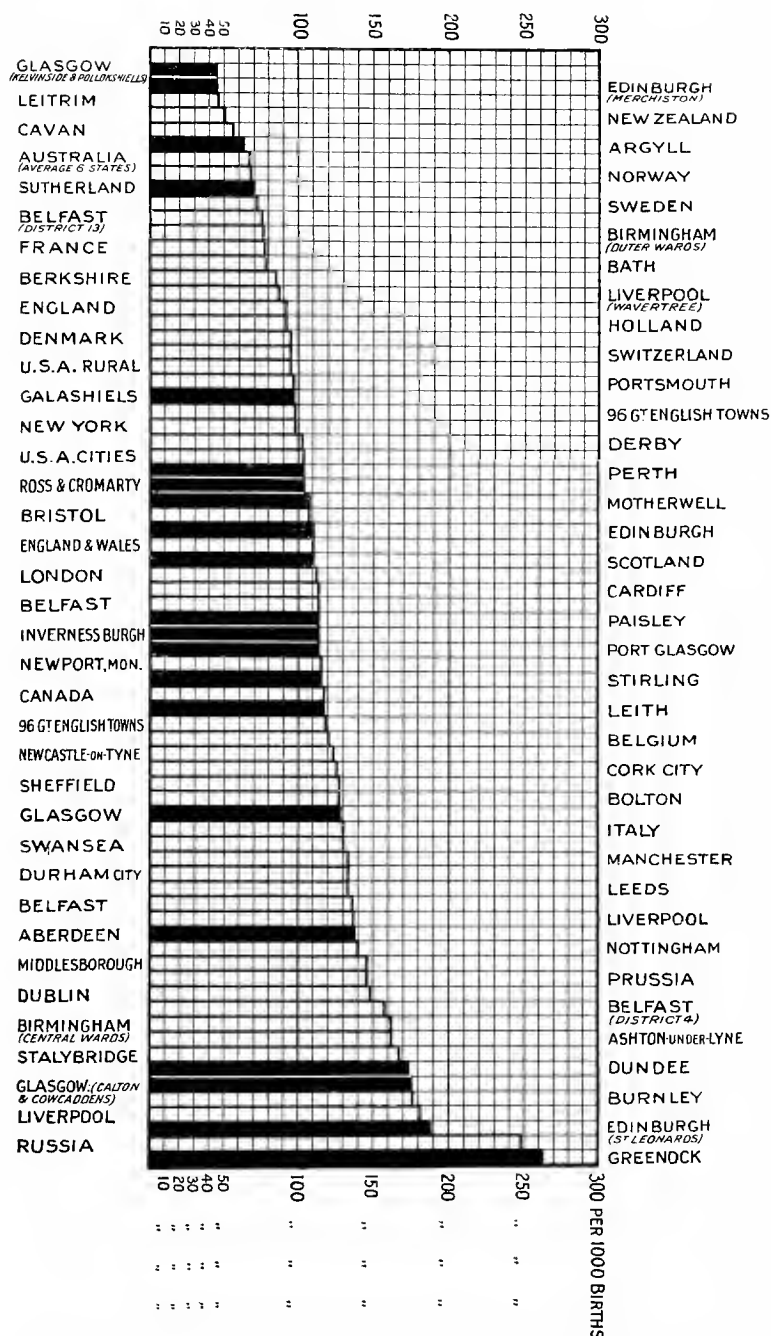 10 20 30 40 50 100 150 200 250 300
GLASGOW
(KELVINSIDE & POLLOKSHIELLS)
LEITRIM
CAVAN
AUSTRALIA
(AVERAGE 6 STATES)
SUTHERLAND
BELFAST
(DISTRICT 13)
FRANCE
BERKSHIRE
ENGLAND
DENMARK
U.S.A. RURAL
GALASHIELS
NEW YORK
U.S.A. CITIES
ROSS & CROMARTY
BRISTOL
ENGLAND & WALES
LONDON
BELFAST
INVERNESS BURGH
NEWPORT, MON.
CANADA
96 GT ENGLISH TOWNS
NEWCASTLE-ON-TYNE
SHEFFIELD
GLASGOW
SWANSEA
DURHAM CITY
BELFAST
ABERDEEN
MIDDLESBOROUGH
DUBLIN
BIRMINGHAM
(CENTRAL WARDS)
STALYBRIDGE
GLASGOW: (CALTON
& COWCADDENS)
LIVERPOOL
RUSSIA
EDINBURGH
(MERCHISTON)
NEW ZEALAND
ARGYLL
NORWAY
SWEDEN
BIRMINGHAM
(OUTER WARDS)
BATH
LIVERPOOL
(WAVERTREE)
HOLLAND
SWITZERLAND
PORTSMOUTH
96 GT ENGLISH TOWNS
DERBY
PERTH
MOTHERWELL
EDINBURGH
SCOTLAND
CARDIFF
PAISLEY
PORT GLASGOW
STIRLING
LEITH
BELGIUM
CORK CITY
BOLTON
ITALY
MANCHESTER
LEEDS
LIVERPOOL
NOTTINGHAM
PRUSSIA
BELFAST
(DISTRICT 4)
ASHTON-UNDER-LYNE
DUNDEE
BURNLEY
EDINBURGH
(ST LEONARDS)
GREENOCK
10 20 30 40 50 100 150 200 250 300 PER 1000 BIRTHS
" " " " " " " " "
" " " " " " " " "
" " " " " " " " "